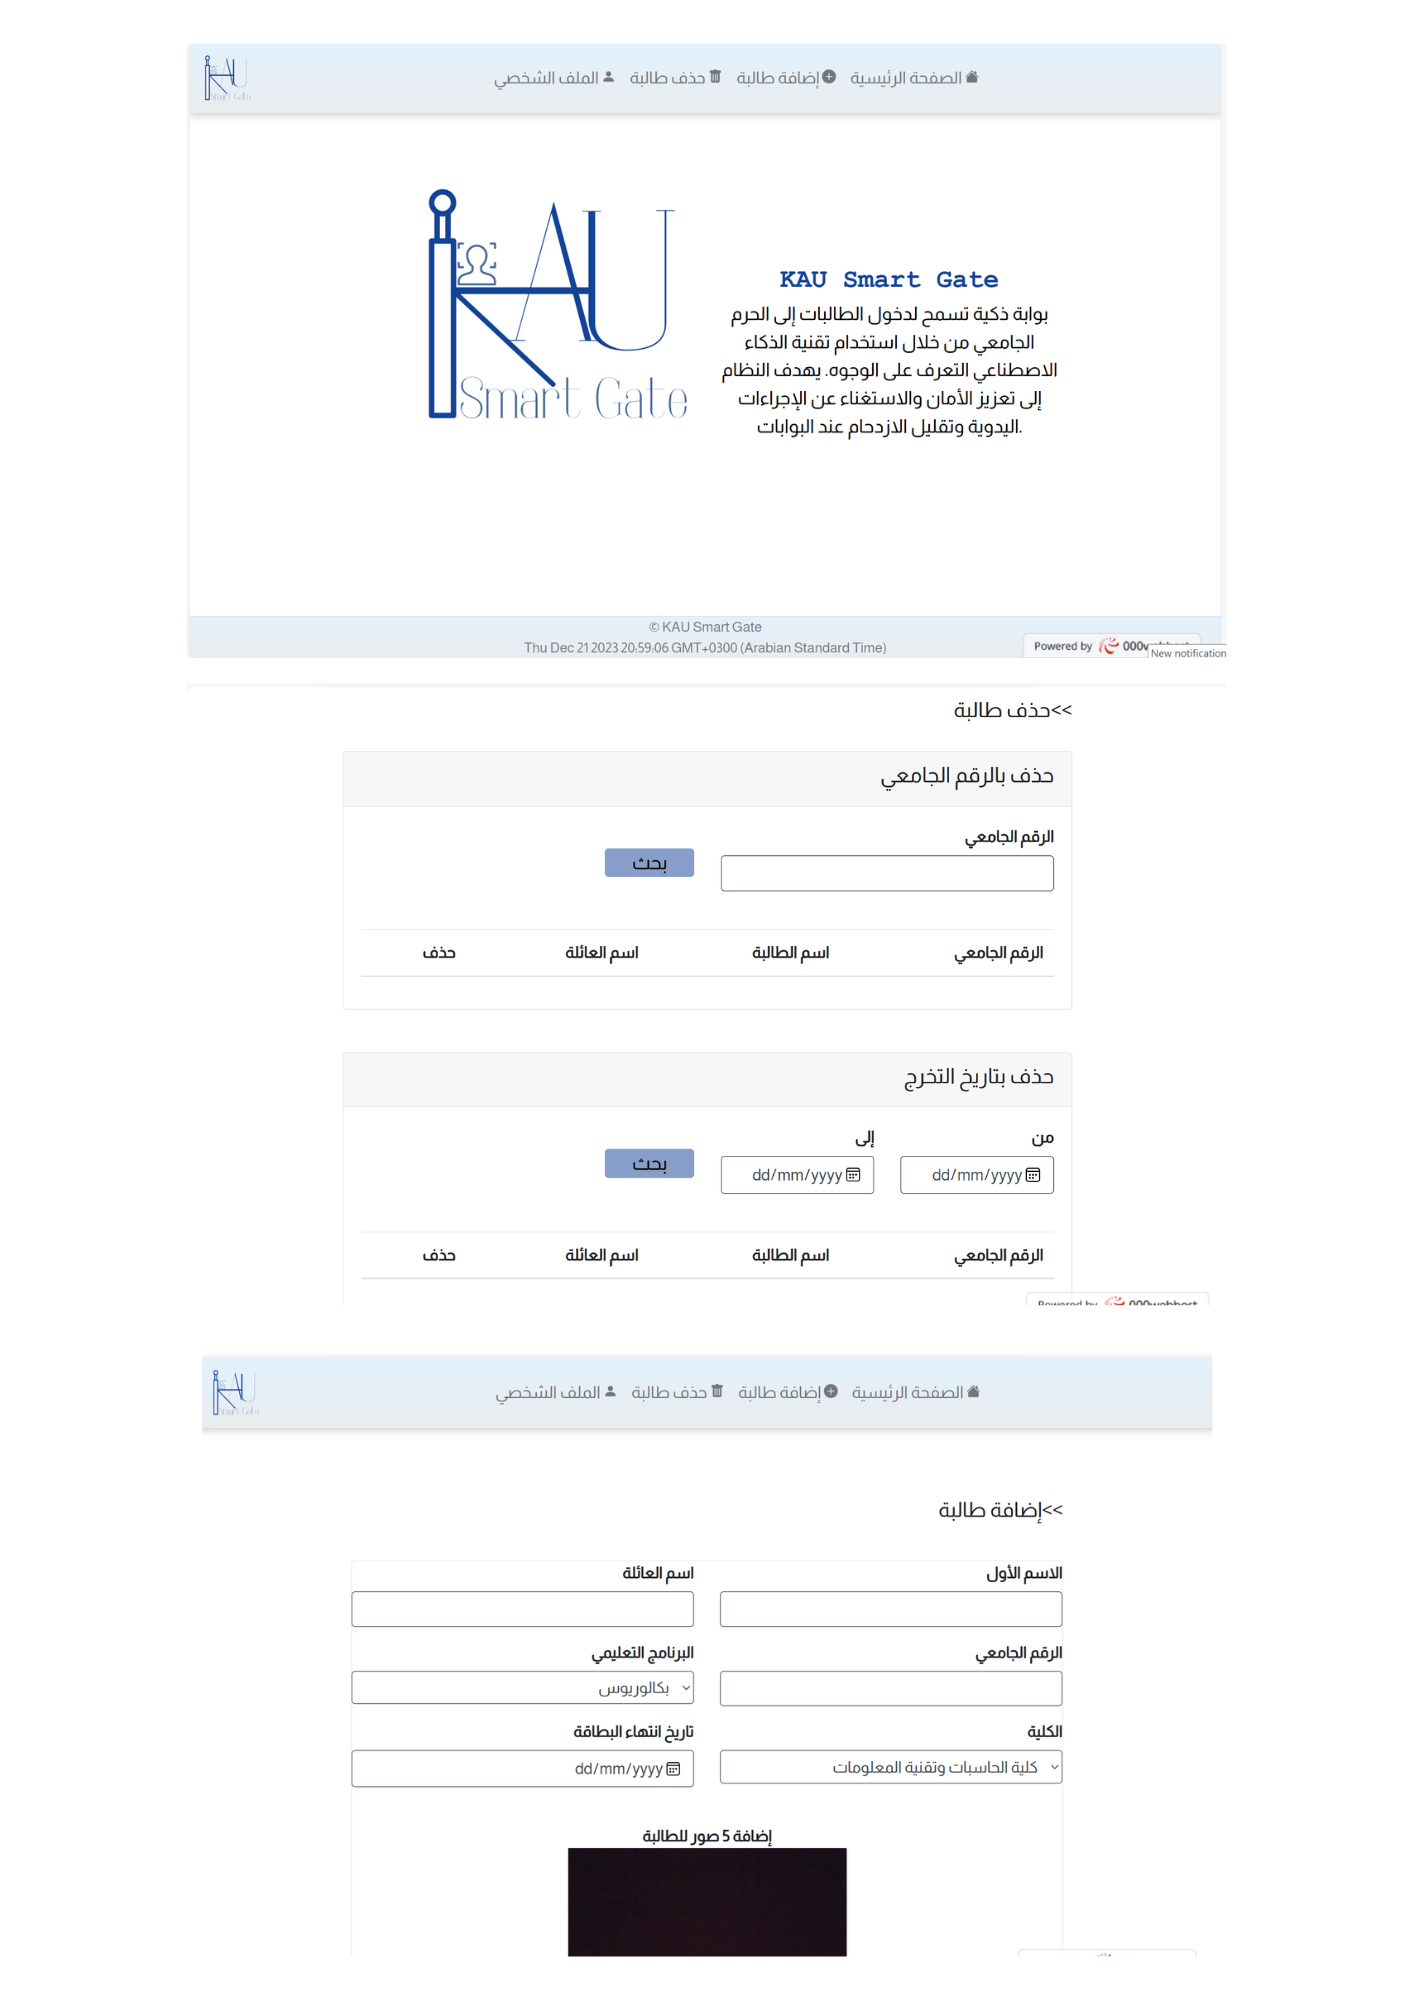 KAU
Smart Gate
الصفحة الرئيسية إضافة طالبة حذف طالبة الملف الشخصي
KAU
Smart Gate
KAU Smart Gate
بوابة ذكية تسمح لدخول الطالبات إلى الحرم
الجامعي من خلال استخدام تقنية الذكاء
الاصطناعي التعرف على الوجوه. يهدف النظام
إلى تعزيز الأمان والاستغناء عن الإجراءات
اليدوية وتقليل الازدحام عند البوابات.
© KAU Smart Gate
Thu Dec 21 2023 20:59:06 GMT+0300 (Arabian Standard Time)
Powered by
New notification
>>حذف طالبة
حذف بالرقم الجامعي
الرقم الجامعي
بحث
الرقم الجامعي اسم الطالبة اسم العائلة حذف
حذف بتاريخ التخرج
من إلى
dd/mm/yyyy dd/mm/yyyy بحث
الرقم الجامعي اسم الطالبة اسم العائلة حذف
Powered by 000webhost
KAU
Smart Gate
الصفحة الرئيسية إضافة طالبة حذف طالبة الملف الشخصي
>>إضافة طالبة
الاسم الأول اسم العائلة
الرقم الجامعي البرنامج التعليمي
بكالوريوس
الكلية تاريخ انتهاء البطاقة
كلية الحاسبات وتقنية المعلومات dd/mm/yyyy
إضافة 5 صور للطالبة